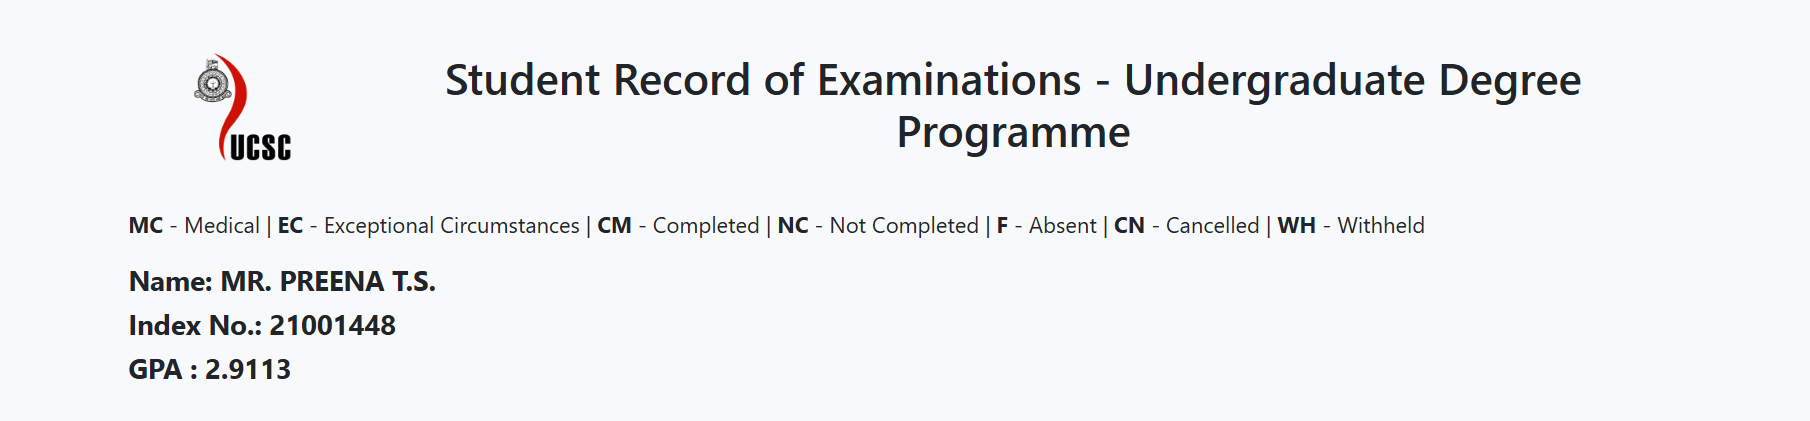 UCSC
Student Record of Examinations - Undergraduate Degree
Programme
MC - Medical | EC - Exceptional Circumstances | CM - Completed | NC - Not Completed | F - Absent | CN - Cancelled | WH - Withheld
Name: MR. PREENA T.S.
Index No.: 21001448
GPA : 2.9113